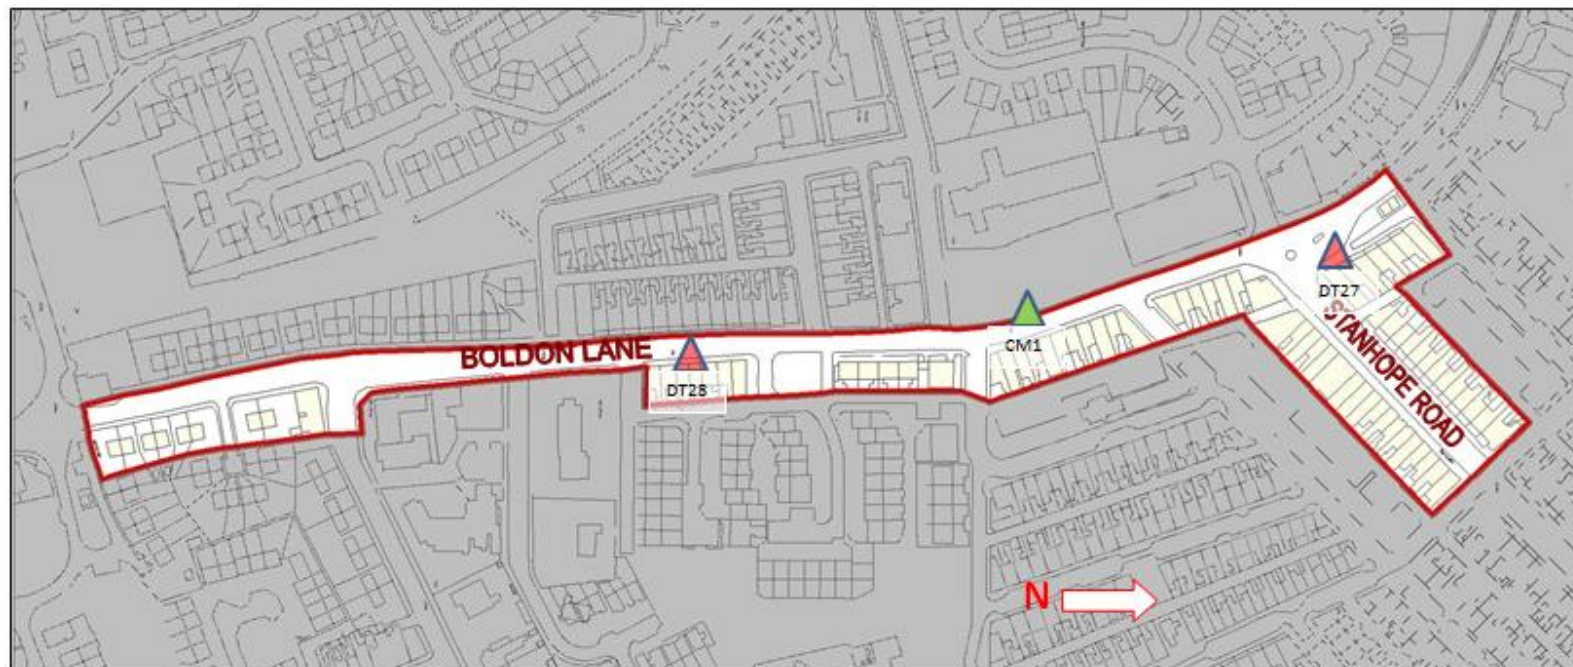 BOLDON LANE
DT28
CM1
DT27
STANHOPE ROAD
N